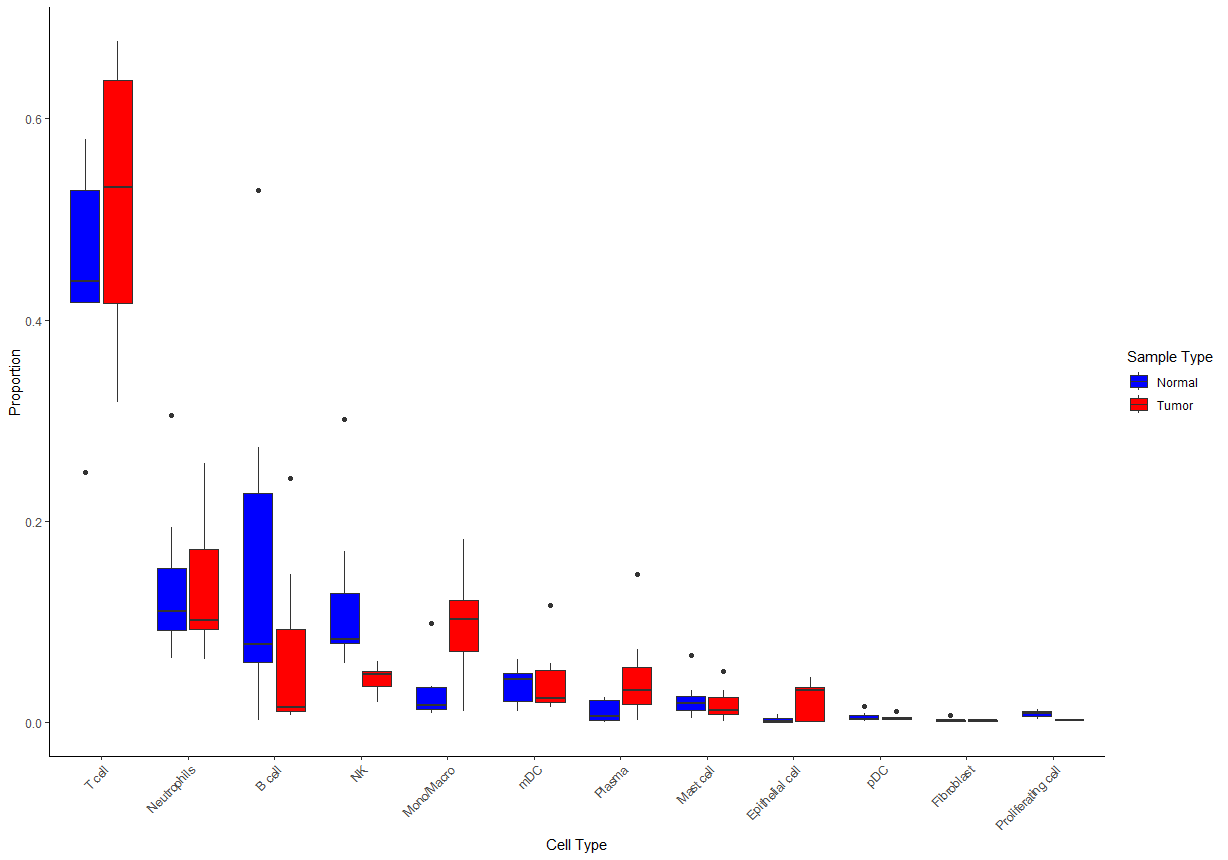 Proportion
0.6
0.4
0.2
0.0
T cell
Neutrophils
B cell
NK
Mono/Macro
mDC
Plasma
Mast cell
Epithelial cell
pDC
Fibroblast
Proliferating cell
Cell Type
Sample Type
Normal
Tumor